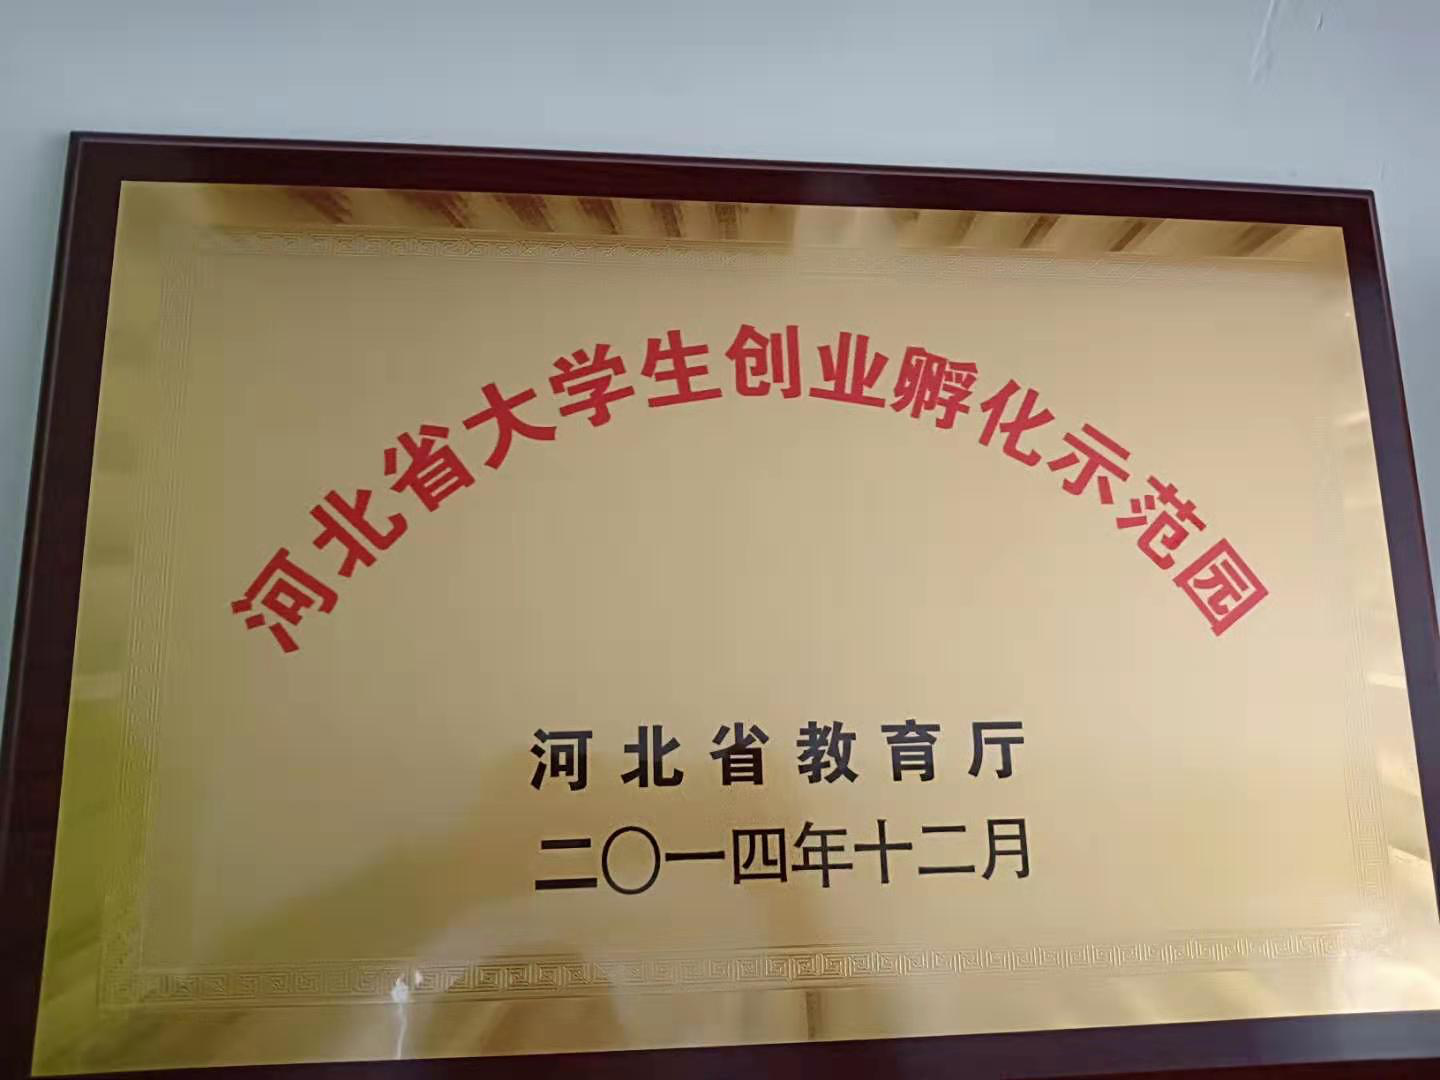 河北省大学生创业孵化示范园
河北省教育厅
二〇一四年十二月